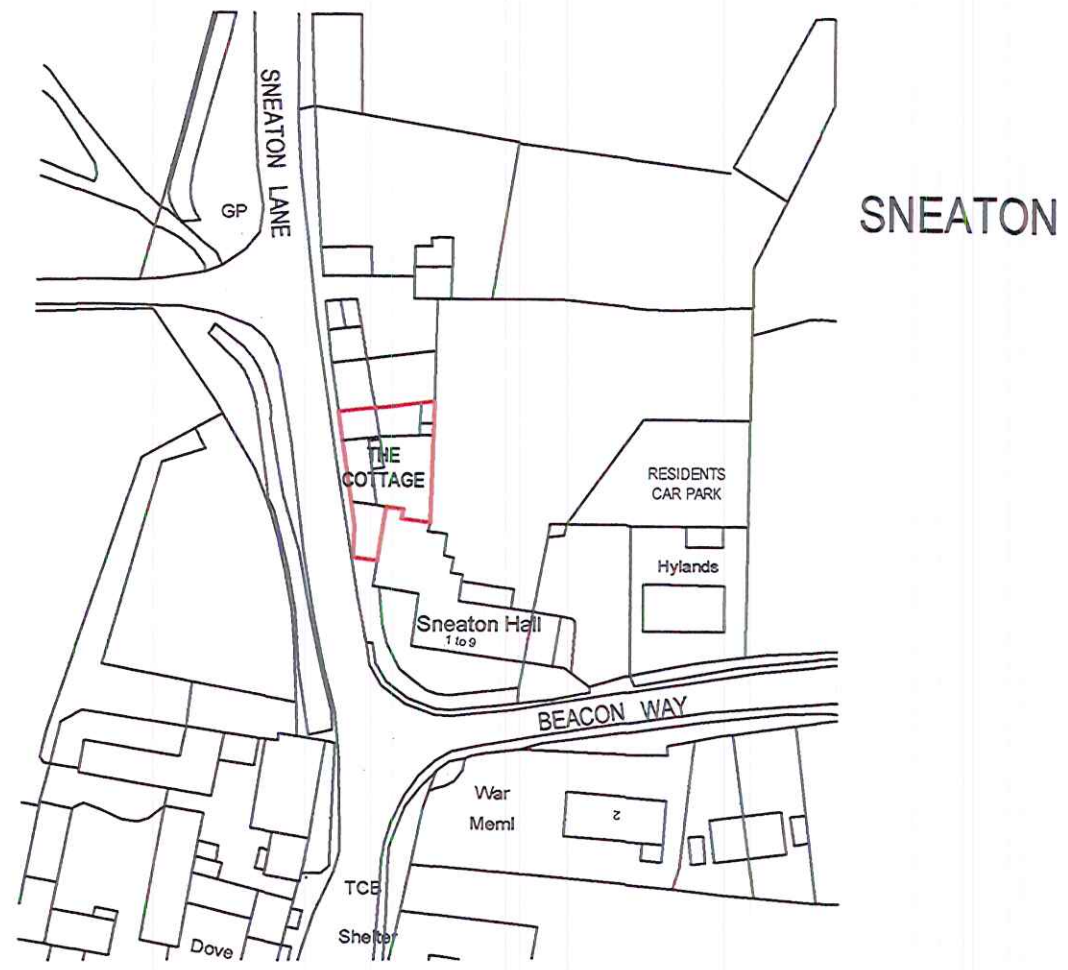 SNEATON LANE
GP
SNEATON
THE
COTTAGE
RESIDENTS
CAR PARK
Hylands
Sneaton Hall
1 to 9
BEACON WAY
War
Meml
2
TCB
Shelter
Dove